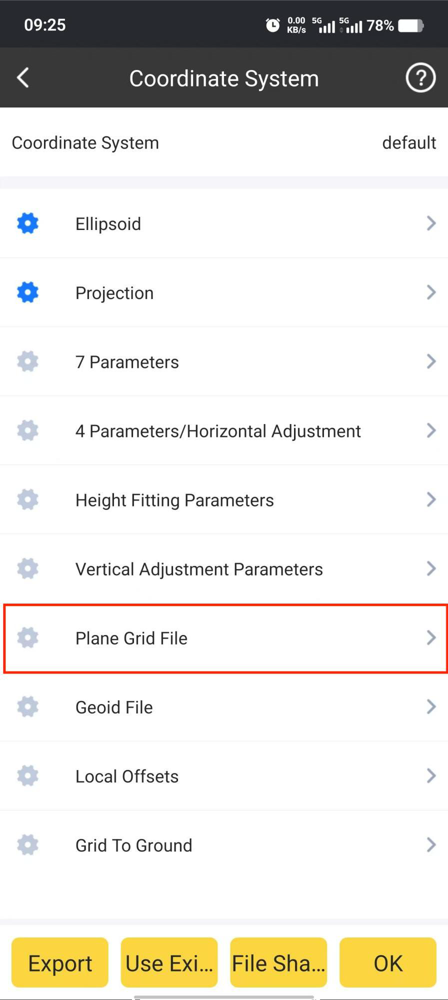 09:25
0.00 KB/s 5G 5G 78%
Coordinate System
Coordinate System default
Ellipsoid
Projection
7 Parameters
4 Parameters/Horizontal Adjustment
Height Fitting Parameters
Vertical Adjustment Parameters
Plane Grid File
Geoid File
Local Offsets
Grid To Ground
Export Use Exi... File Sha... OK